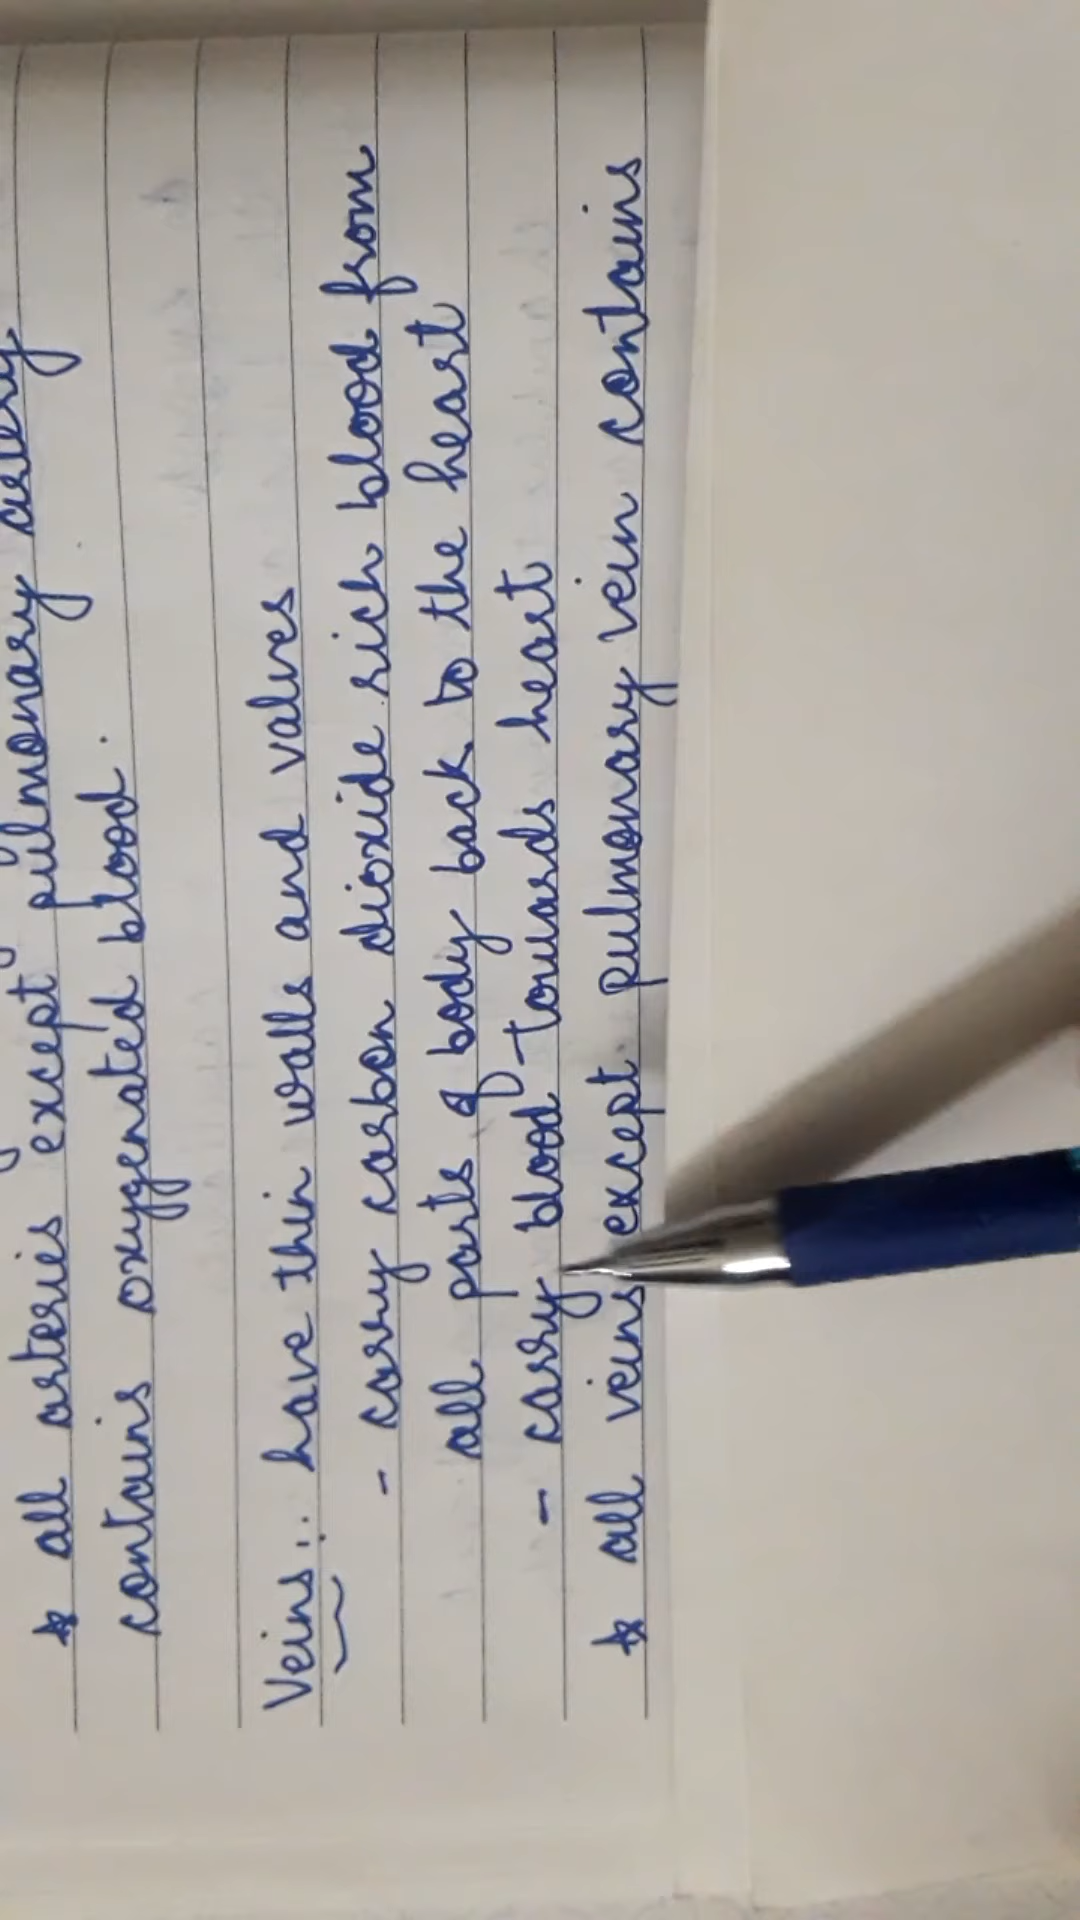 * all arteries except pulmonary artery
contains oxygenated blood.
Veins.. have thin walls and valves
- carry carbon dioxide rich blood from
all parts of body back to the heart
- carry blood towards heart
* all veins except pulmonary vein contains